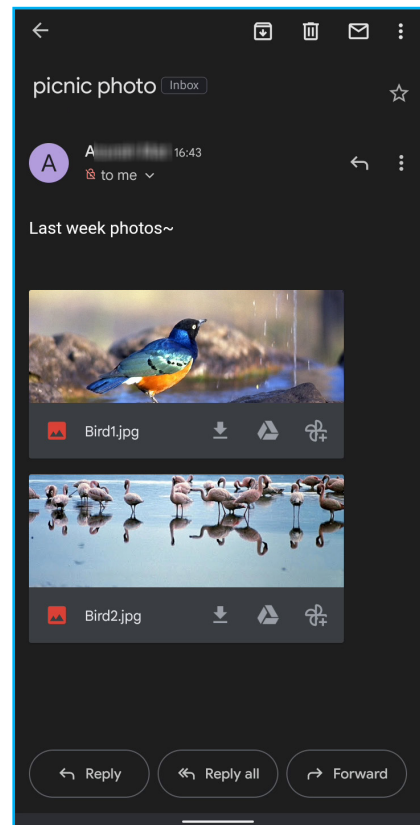 picnic photo Inbox
A
A 16:43
to me
Last week photos~
Bird1.jpg
Bird2.jpg
Reply
Reply all
Forward